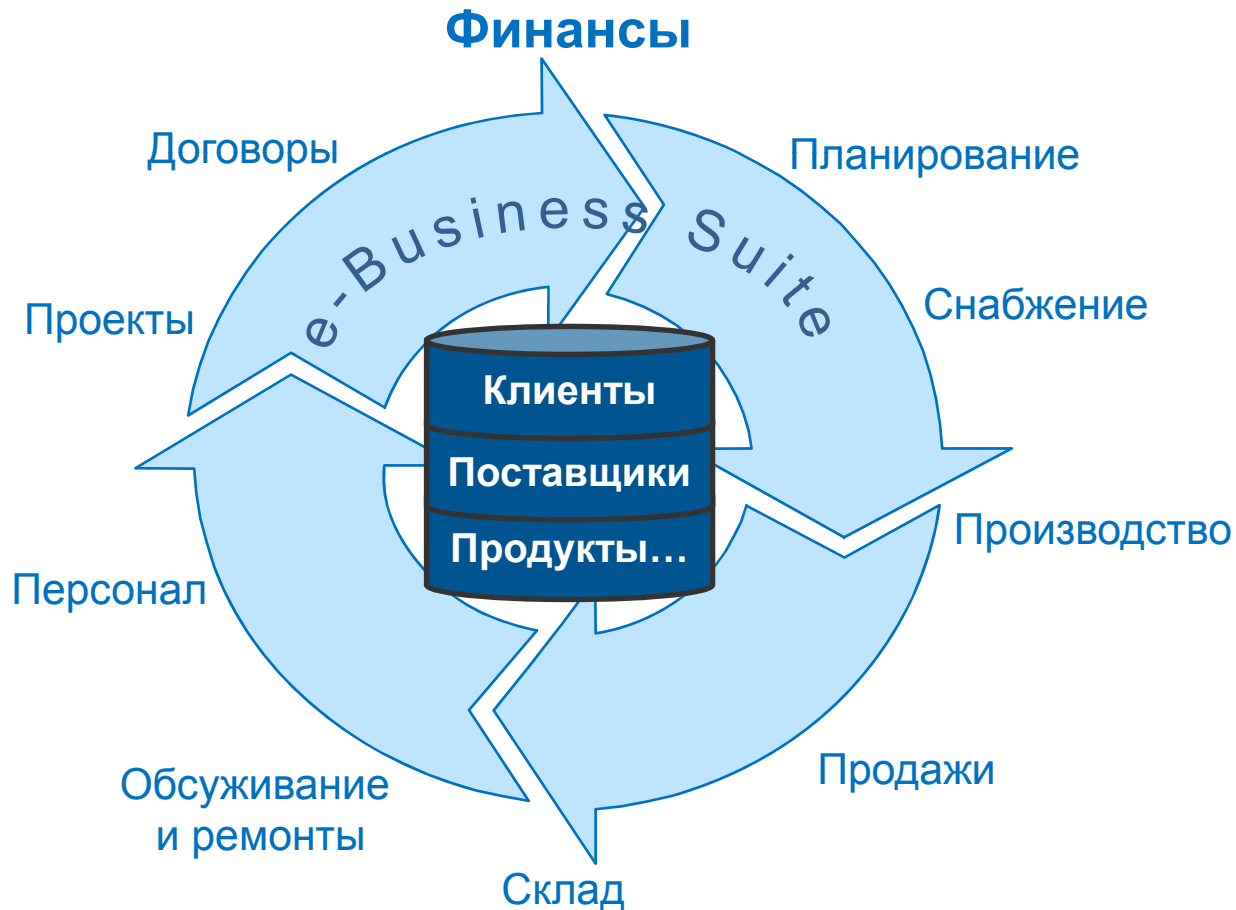 Финансы
Договоры
Планирование
e-Business Suite
Проекты
Снабжение
Клиенты
Поставщики
Продукты...
Производство
Персонал
Продажи
Обсуживание
и ремонты
Склад